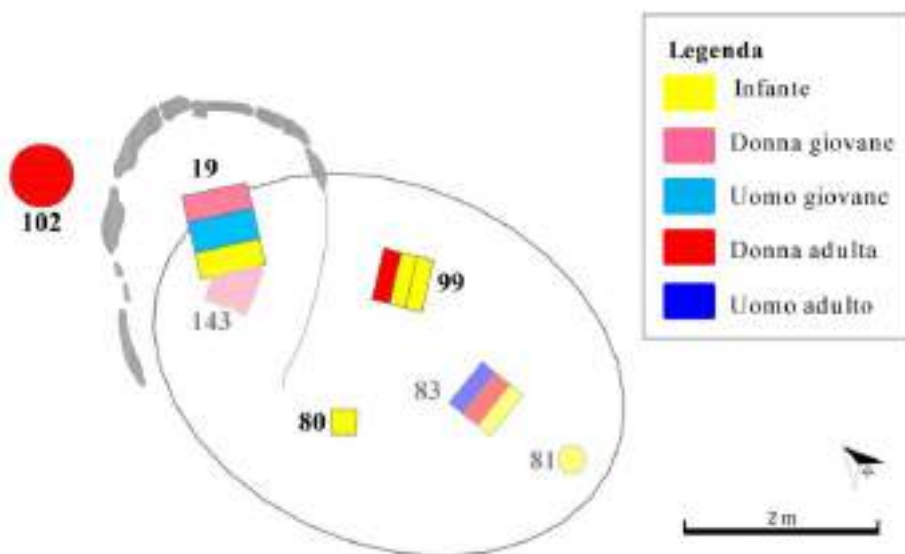 Legenda
Infante
Donna giovane
Uomo giovane
Donna adulta
Uomo adulto
19
102
99
143
83
80
81
2 m